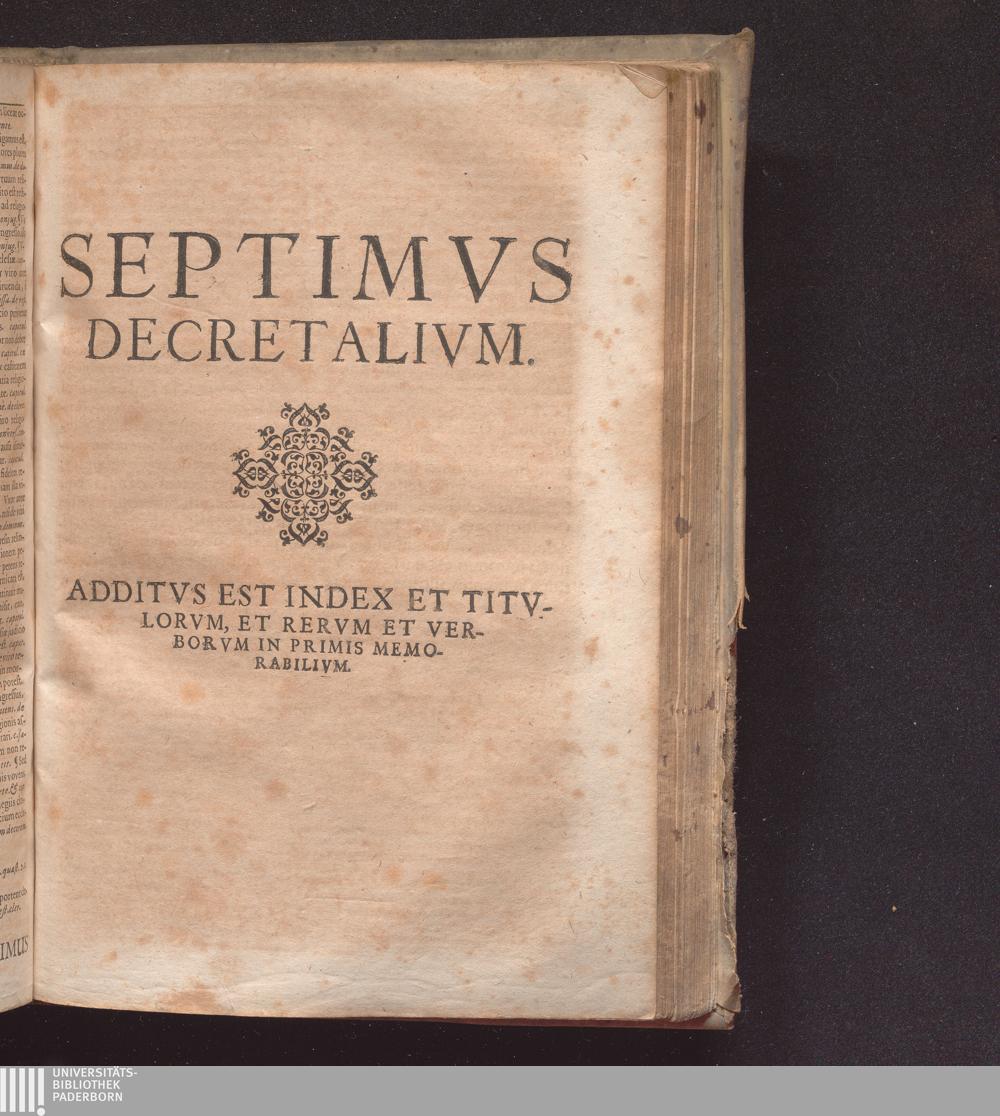 SEPTIMVS
DECRETALIVM.
ADDITVS EST INDEX ET TITV-
LORVM, ET RERVM ET VER-
BORVM IN PRIMIS MEMO-
RABILIVM.
IMUS
UNIVERSITÄTS-
BIBLIOTHEK
PADERBORN